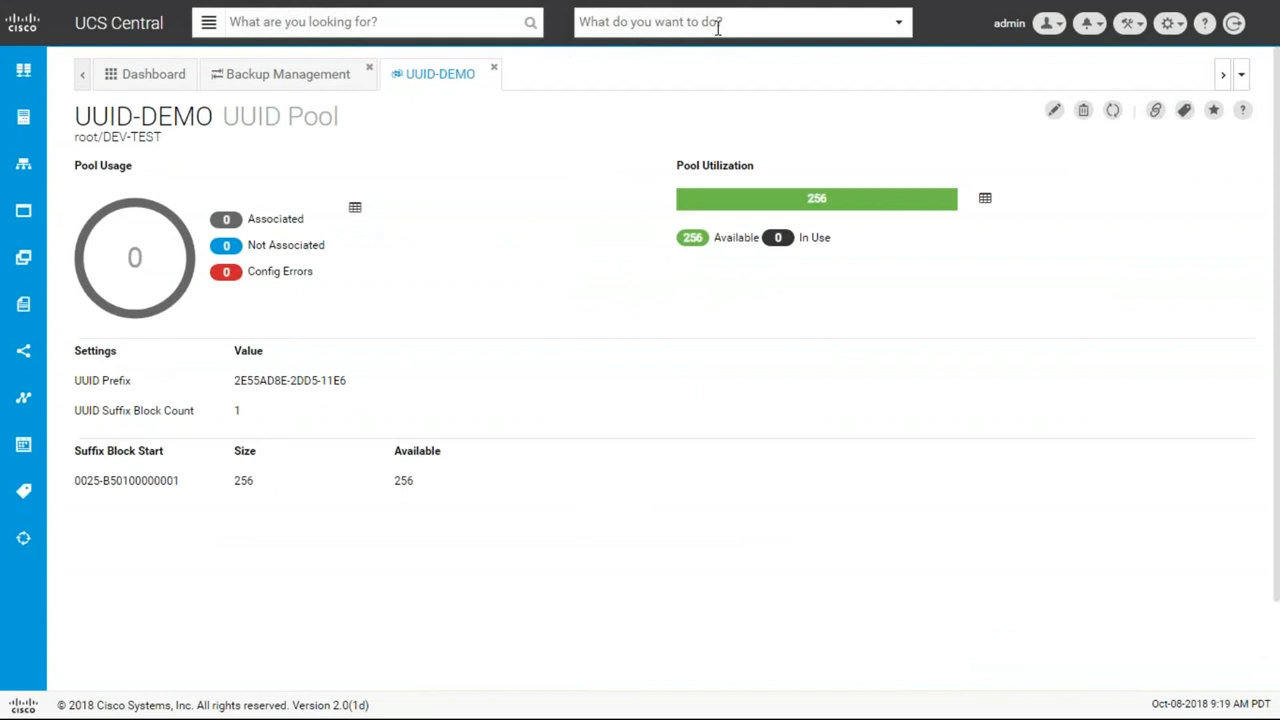 CISCO
UCS Central
What are you looking for?
What do you want to do?
admin
Dashboard
Backup Management
UUID-DEMO
UUID-DEMO UUID Pool
root/DEV-TEST
Pool Usage
0
0 Associated
0 Not Associated
0 Config Errors
Pool Utilization
256
256 Available 0 In Use
Settings Value
UUID Prefix 2E55AD8E-2DD5-11E6
UUID Suffix Block Count 1
Suffix Block Start Size Available
0025-B50100000001 256 256
CISCO © 2018 Cisco Systems, Inc. All rights reserved. Version 2.0(1d)
Oct-08-2018 9:19 AM PDT